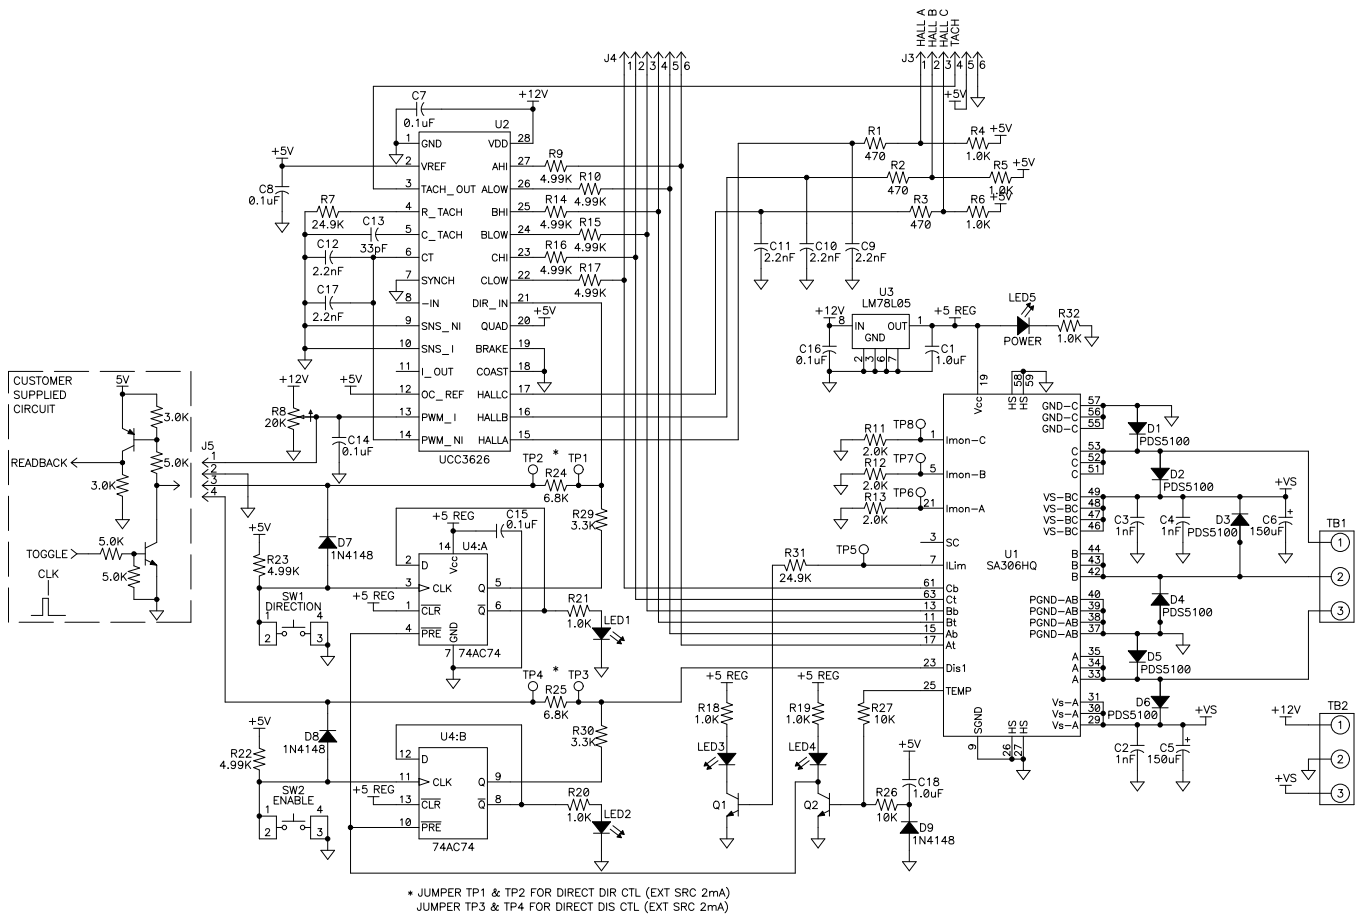 HALL A
HALL B
HALL C
TACH
J4
1 2 3 4 5 6
J3
1 2 3 4 5 6
+5V
C7
0.1uF
+12V
U2
1 GND VDD 28
2 VREF AHI 27
3 TACH_OUT ALOW 26
4 R_TACH BHI 25
5 C_TACH BLOW 24
6 CT CHI 23
7 SYNCH CLOW 22
8 -IN DIR_IN 21
9 SNS_NI QUAD 20
10 SNS_I BRAKE 19
11 I_OUT COAST 18
12 OC_REF HALLC 17
13 PWM_I HALLB 16
14 PWM_NI HALLA 15
UCC3626
+5V
C8
0.1uF
R7
24.9K
C13
33pF
C12
2.2nF
C17
2.2nF
R9
4.99K
R10
4.99K
R14
4.99K
R15
4.99K
R16
4.99K
R17
4.99K
+5V
R1
470
R2
470
R3
470
R4
1.0K
+5V
R5
1.0K
+5V
R6
1.0K
+5V
C11
2.2nF
C10
2.2nF
C9
2.2nF
U3
LM78L05
+12V
8 IN OUT 1
GND
2 3 6 7
+5 REG
C16
0.1uF
C1
1.0uF
LED5
POWER
R32
1.0K
CUSTOMER
SUPPLIED
CIRCUIT
5V
3.0K
5.0K
READBACK
3.0K
TOGGLE
5.0K
5.0K
CLK
J5
1
2
3
4
+12V
R8
20K
+5V
C14
0.1uF
*
TP2
TP1
R24
6.8K
R29
3.3K
+5V
R23
4.99K
D7
1N4148
SW1
DIRECTION
1 4
2 3
+5 REG
C15
0.1uF
14
U4:A
Vcc
2 D
3 CLK Q 5
1 CLR Q 6
4 PRE
GND
7
74AC74
+5 REG
R21
1.0K
LED1
*
TP4
TP3
R25
6.8K
R30
3.3K
+5V
R22
4.99K
D8
1N4148
SW2
ENABLE
1 4
2 3
U4:B
12 D
11 CLK Q 9
13 CLR Q 8
10 PRE
74AC74
+5 REG
R20
1.0K
LED2
+5 REG
R18
1.0K
LED3
Q1
+5 REG
R19
1.0K
LED4
Q2
R27
10K
R26
10K
+5V
C18
1.0uF
D9
1N4148
R31
24.9K
TP5
TP8
R11
2.0K
TP7
R12
2.0K
TP6
R13
2.0K
19
Vcc
HS 58
HS 59
1 Imon-C
5 Imon-B
21 Imon-A
3 SC
7 ILim
61 Cb
63 Ct
13 Bb
11 Bt
15 Ab
17 At
23 Dis1
25 TEMP
U1
SA306HQ
GND-C 57
GND-C 56
GND-C 55
C 53
C 52
C 51
VS-BC 49
VS-BC 48
VS-BC 47
VS-BC 46
B 44
B 43
B 42
PGND-AB 40
PGND-AB 39
PGND-AB 38
PGND-AB 37
A 35
A 34
A 33
Vs-A 31
Vs-A 30
Vs-A 29
SGND
9
HS 26
HS 27
D1
PDS5100
D2
PDS5100
C3
1nF
C4
1nF
D3
PDS5100
+VS
C6
150uF
+
D4
PDS5100
D5
PDS5100
D6
PDS5100
+VS
C2
1nF
C5
150uF
+
TB1
1
2
3
TB2
+12V
1
2
+VS
3
* JUMPER TP1 & TP2 FOR DIRECT DIR CTL (EXT SRC 2mA)
JUMPER TP3 & TP4 FOR DIRECT DIS CTL (EXT SRC 2mA)